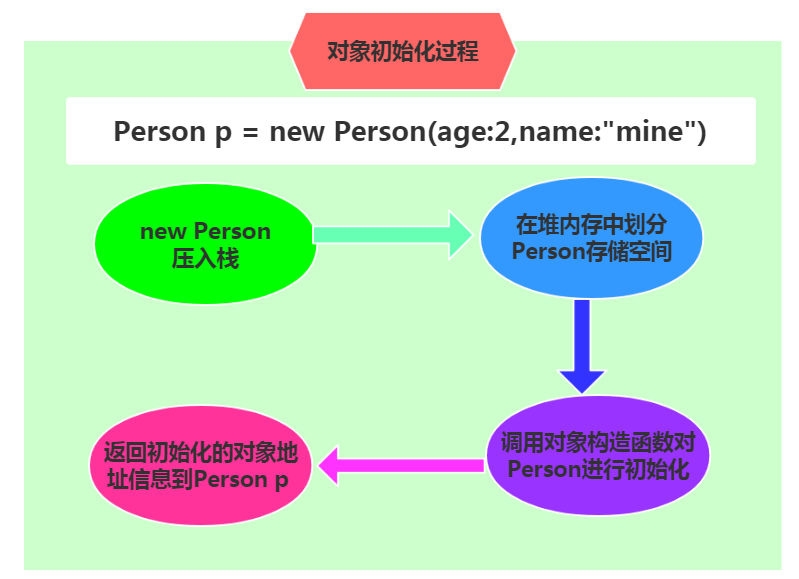 对象初始化过程
Person p = new Person(age:2,name:"mine")
new Person
压入栈
在堆内存中划分
Person存储空间
调用对象构造函数对
Person进行初始化
返回初始化的对象地
址信息到Person p